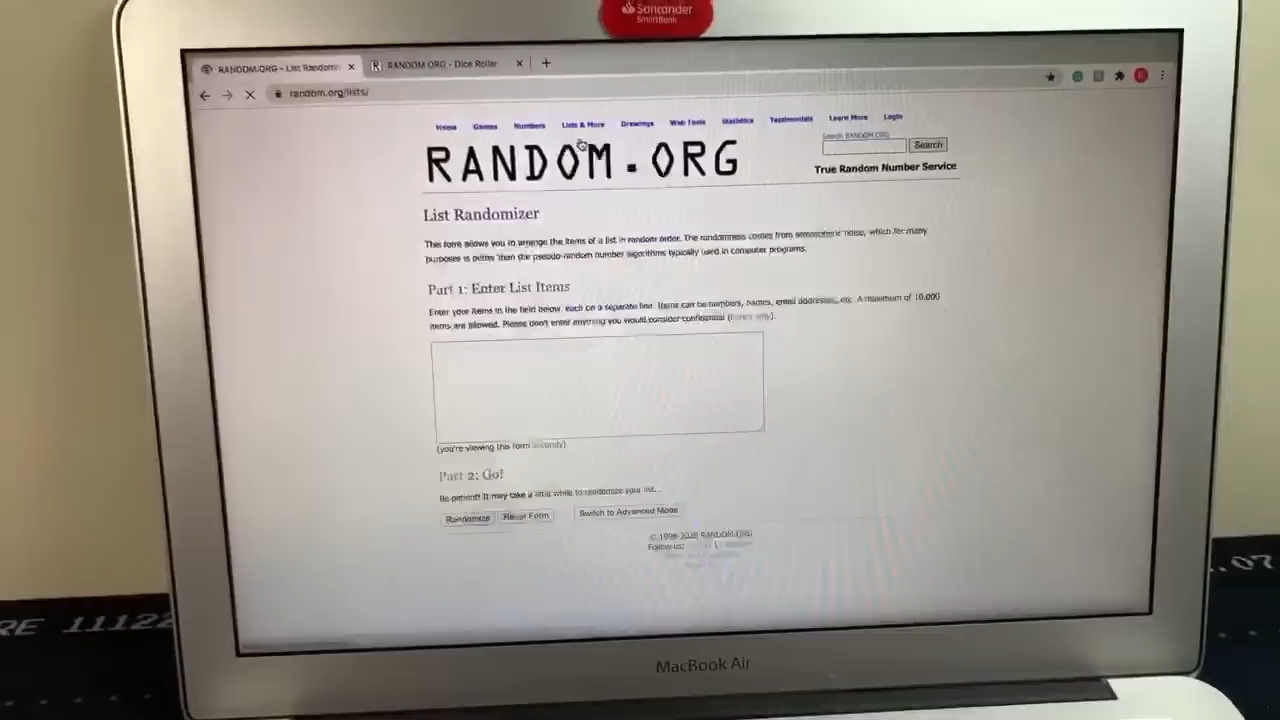 Santander
SmartBank
RANDOM.ORG - List Randomi
RANDOM.ORG - Dice Roller
random.org/lists/
Home Games Numbers Lists & More Drawings Web Tools Statistics Testimonials Learn More Login
Search RANDOM.ORG
Search
RANDOM.ORG
True Random Number Service
List Randomizer
This form allows you to arrange the items of a list in random order. The randomness comes from atmospheric noise, which for many
purposes is better than the pseudo-random number algorithms typically used in computer programs.
Part 1: Enter List Items
Enter your items in the field below, each on a separate line. Items can be numbers, names, email addresses, etc. A maximum of 10,000
items are allowed. Please don't enter anything you would consider confidential (here's why).
(you're viewing this form securely)
Part 2: Go!
Be patient! It may take a little while to randomize your list...
Randomize Reset Form Switch to Advanced Mode
© 1998-2020 RANDOM.ORG
Follow us:
MacBook Air
RE 11122
.07